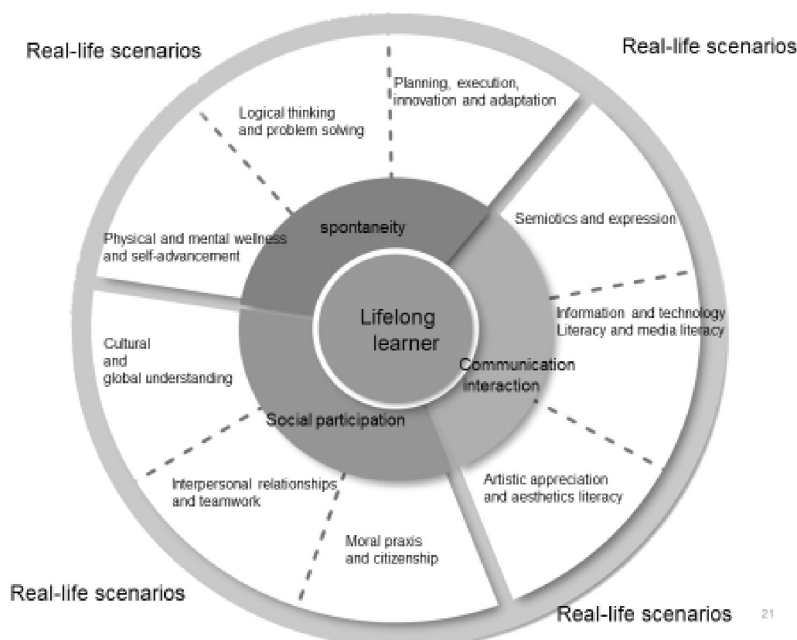 Real-life scenarios
Real-life scenarios
Planning, execution,
innovation and adaptation
Logical thinking
and problem solving
Semiotics and expression
spontaneity
Physical and mental wellness
and self-advancement
Information and technology
Literacy and media literacy
Lifelong
learner
Cultural
and
global understanding
Communication
interaction
Social participation
Interpersonal relationships
and teamwork
Artistic appreciation
and aesthetics literacy
Moral praxis
and citizenship
Real-life scenarios
Real-life scenarios
21